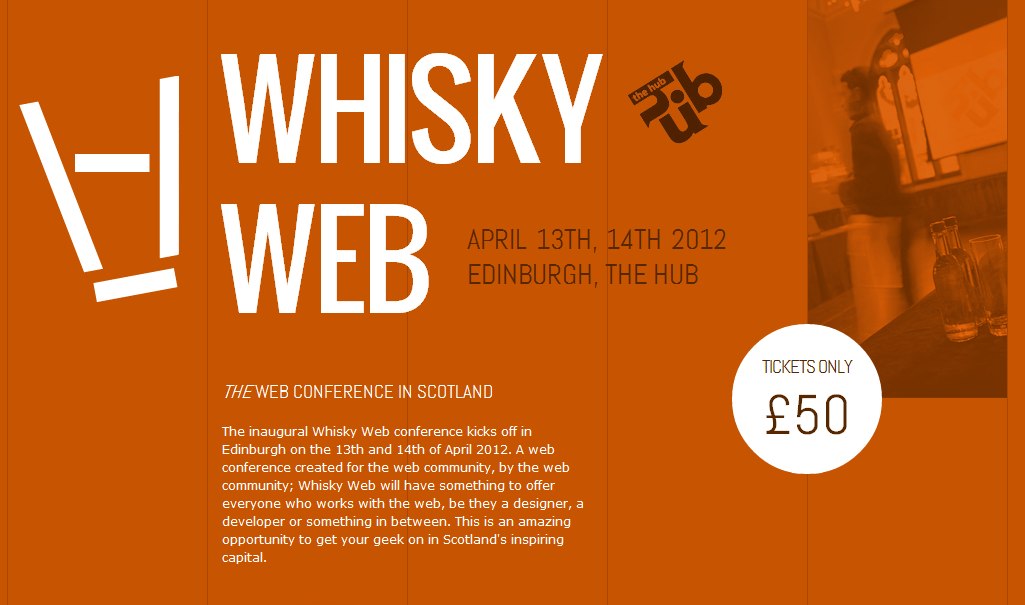 WHISKY
the hub
WEB
APRIL 13TH, 14TH 2012
EDINBURGH, THE HUB
TICKETS ONLY
£50
THE WEB CONFERENCE IN SCOTLAND
The inaugural Whisky Web conference kicks off in
Edinburgh on the 13th and 14th of April 2012. A web
conference created for the web community, by the web
community; Whisky Web will have something to offer
everyone who works with the web, be they a designer, a
developer or something in between. This is an amazing
opportunity to get your geek on in Scotland's inspiring
capital.